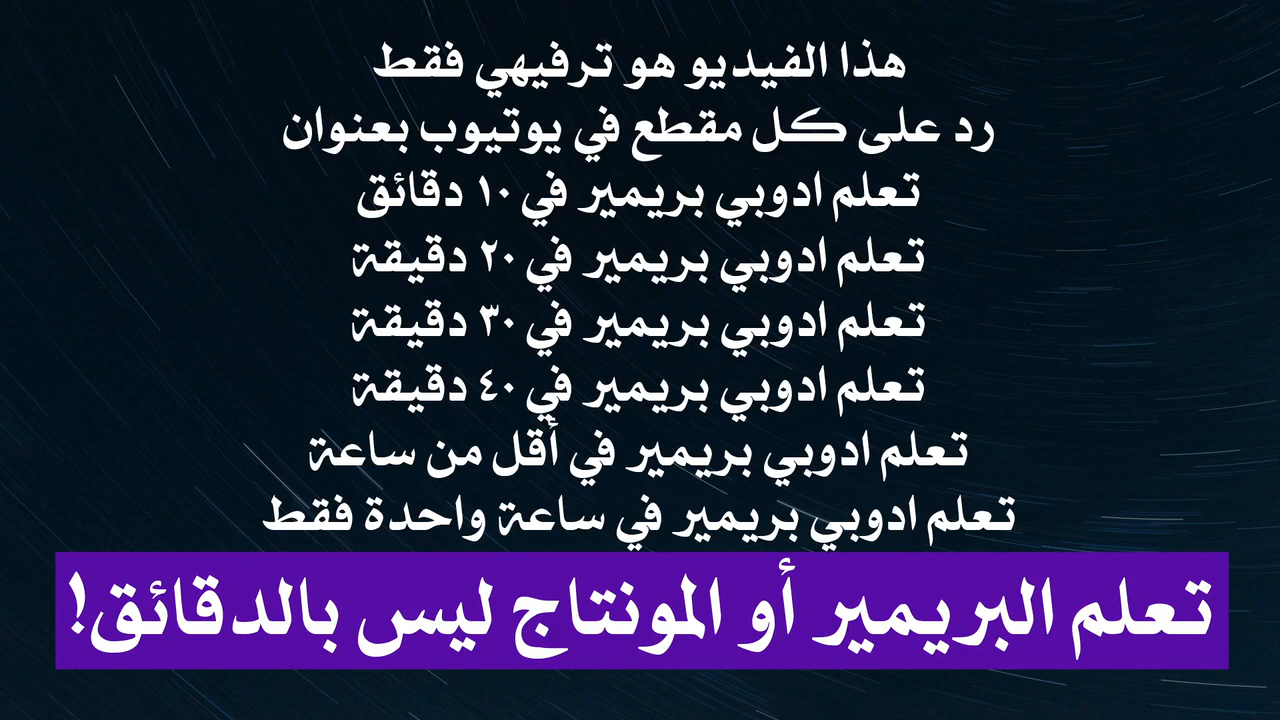 هذا الفيديو هو ترفيهي فقط
رد على كل مقطع في يوتيوب بعنوان
تعلم ادوبي بريمير في ١٠ دقائق
تعلم ادوبي بريمير في ٢٠ دقيقة
تعلم ادوبي بريمير في ٣٠ دقيقة
تعلم ادوبي بريمير في ٤٠ دقيقة
تعلم ادوبي بريمير في أقل من ساعة
تعلم ادوبي بريمير في ساعة واحدة فقط
تعلم البريمير أو المونتاج ليس بالدقائق!